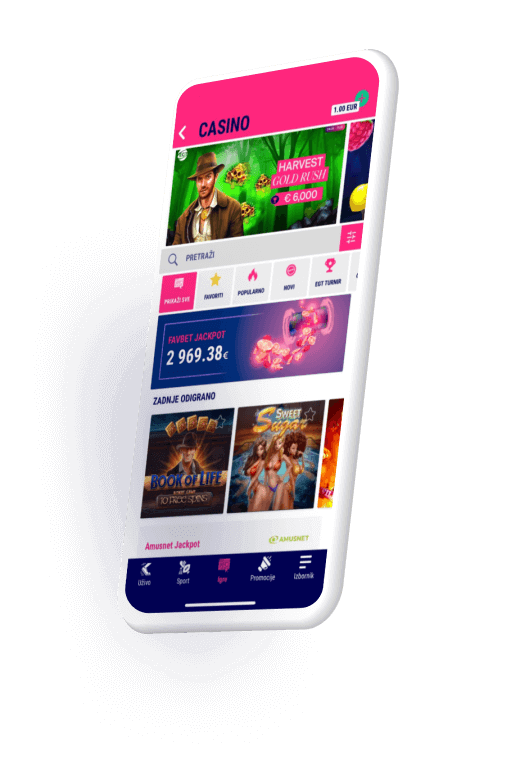 CASINO
1.00 EUR
HARVEST
GOLD RUSH
€ 6,000
PRETRAŽI
PRIKAŽI SVE
FAVORITI
POPULARNO
NOVI
EGT TURNIR
FAVBET JACKPOT
2 969.38€
ZADNJE ODIGRANO
BOOK OF LIFE
10 FREE SPINS
SWEET
Sugar
Amusnet Jackpot
AMUSNET
Uživo
Sport
Igre
Promocije
Izbornik